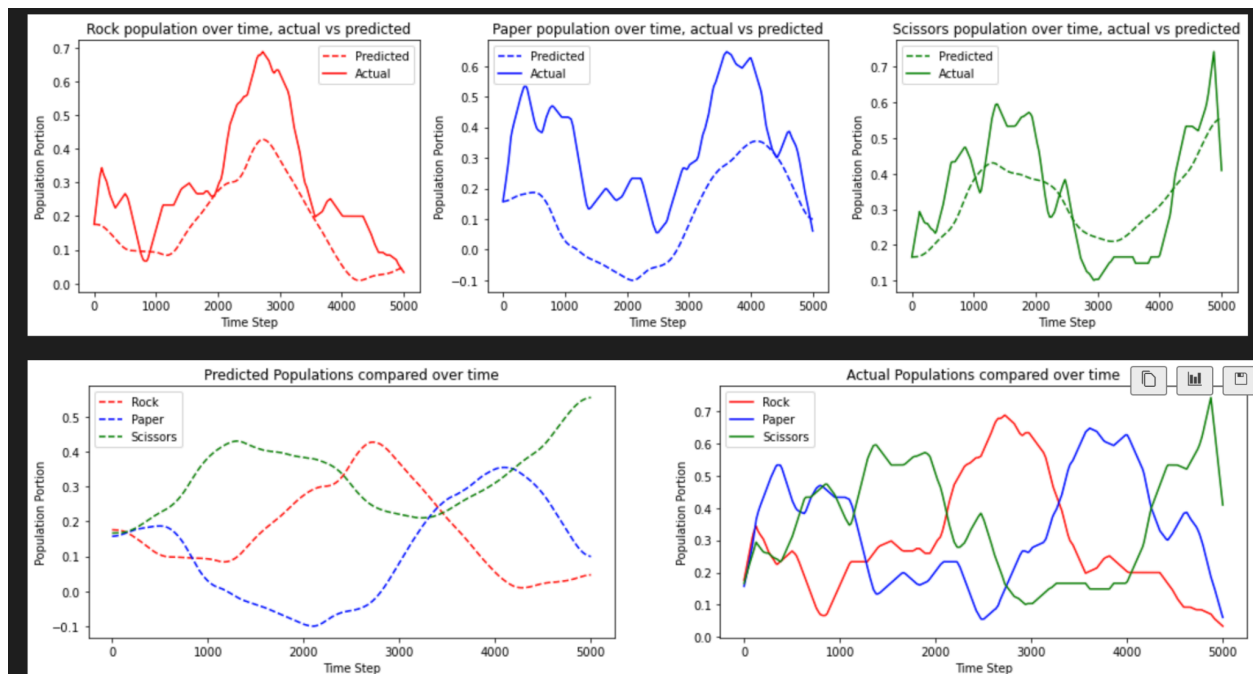 Rock population over time, actual vs predicted
Paper population over time, actual vs predicted
Scissors population over time, actual vs predicted
0.7
0.6
0.5
0.4
0.3
0.2
0.1
0.0
Population Portion
Predicted
Actual
0 1000 2000 3000 4000 5000
Time Step
0.6
0.5
0.4
0.3
0.2
0.1
0.0
−0.1
Population Portion
Predicted
Actual
0 1000 2000 3000 4000 5000
Time Step
0.7
0.6
0.5
0.4
0.3
0.2
0.1
Population Portion
Predicted
Actual
0 1000 2000 3000 4000 5000
Time Step
Predicted Populations compared over time
0.5
0.4
0.3
0.2
0.1
0.0
−0.1
Population Portion
Rock
Paper
Scissors
0 1000 2000 3000 4000 5000
Time Step
Actual Populations compared over time
0.7
0.6
0.5
0.4
0.3
0.2
0.1
0.0
Population Portion
Rock
Paper
Scissors
0 1000 2000 3000 4000 5000
Time Step